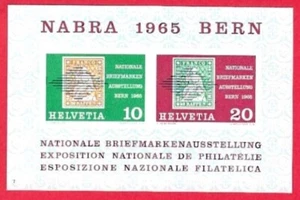 NABRA 1965 BERN
NATIONALE
BRIEFMARKEN
AUSSTELLUNG
BERN 1965
HELVETIA 10
NATIONALE
BRIEFMARKEN
AUSSTELLUNG
BERN 1965
HELVETIA 20
NATIONALE BRIEFMARKENAUSSTELLUNG
EXPOSITION NATIONALE DE PHILATÉLIE
ESPOSIZIONE NAZIONALE FILATELICA